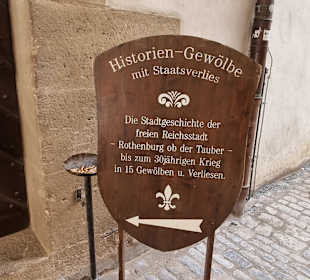 Historien-Gewölbe
mit Staatsverlies
Die Stadtgeschichte der
freien Reichsstadt
- Rothenburg ob der Tauber -
bis zum 30jährigen Krieg
in 15 Gewölben u. Verliesen.